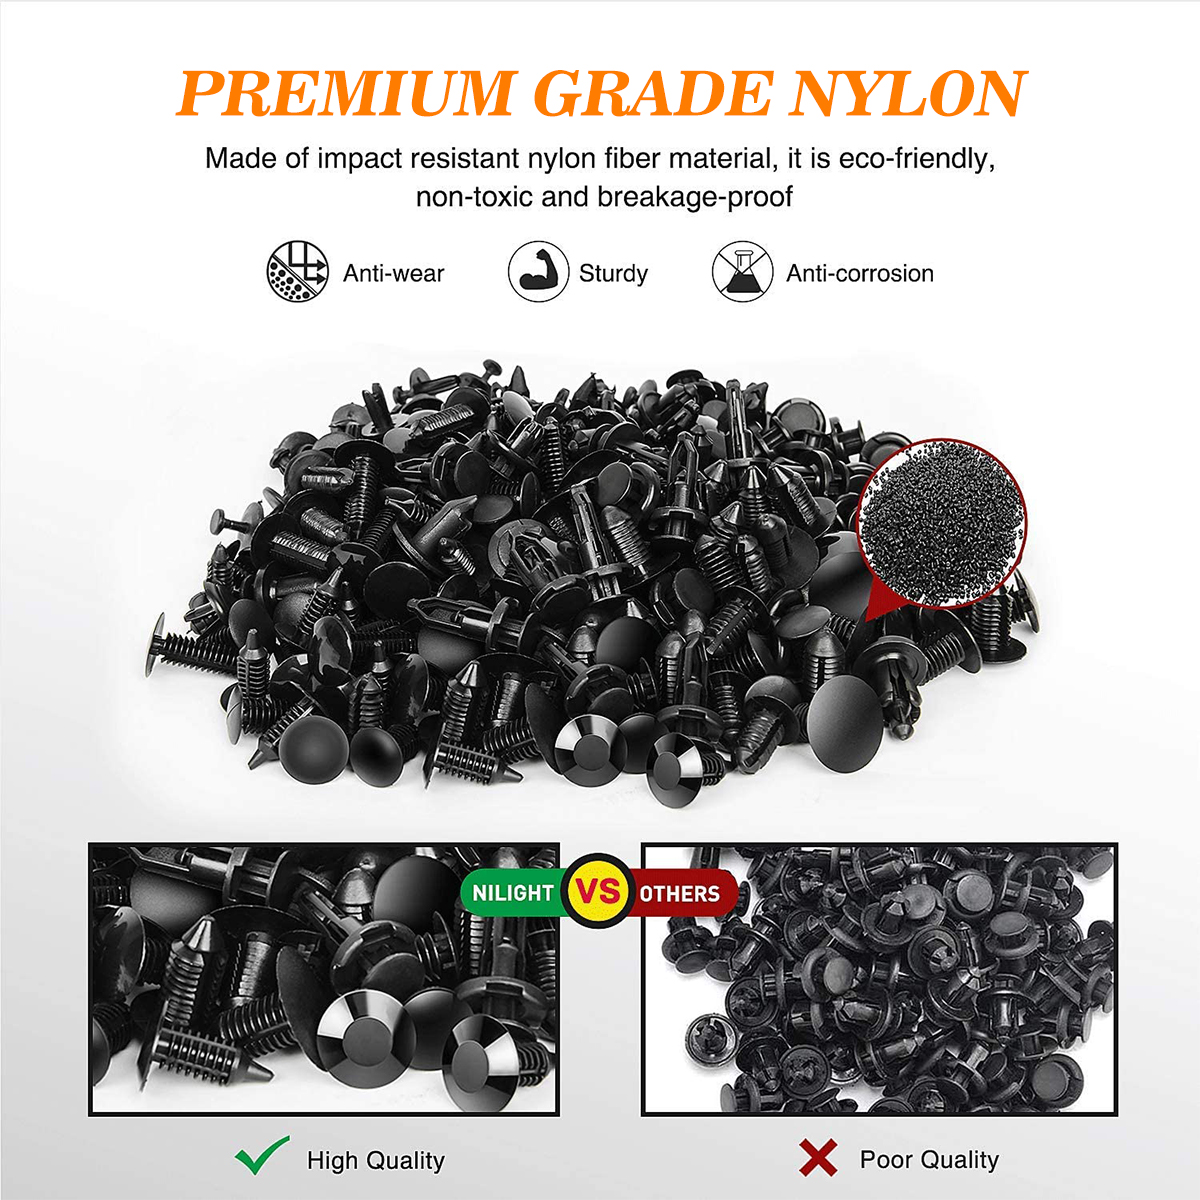 PREMIUM GRADE NYLON
Made of impact resistant nylon fiber material, it is eco-friendly,
non-toxic and breakage-proof
Anti-wear
Sturdy
Anti-corrosion
NILIGHT VS OTHERS
High Quality
Poor Quality